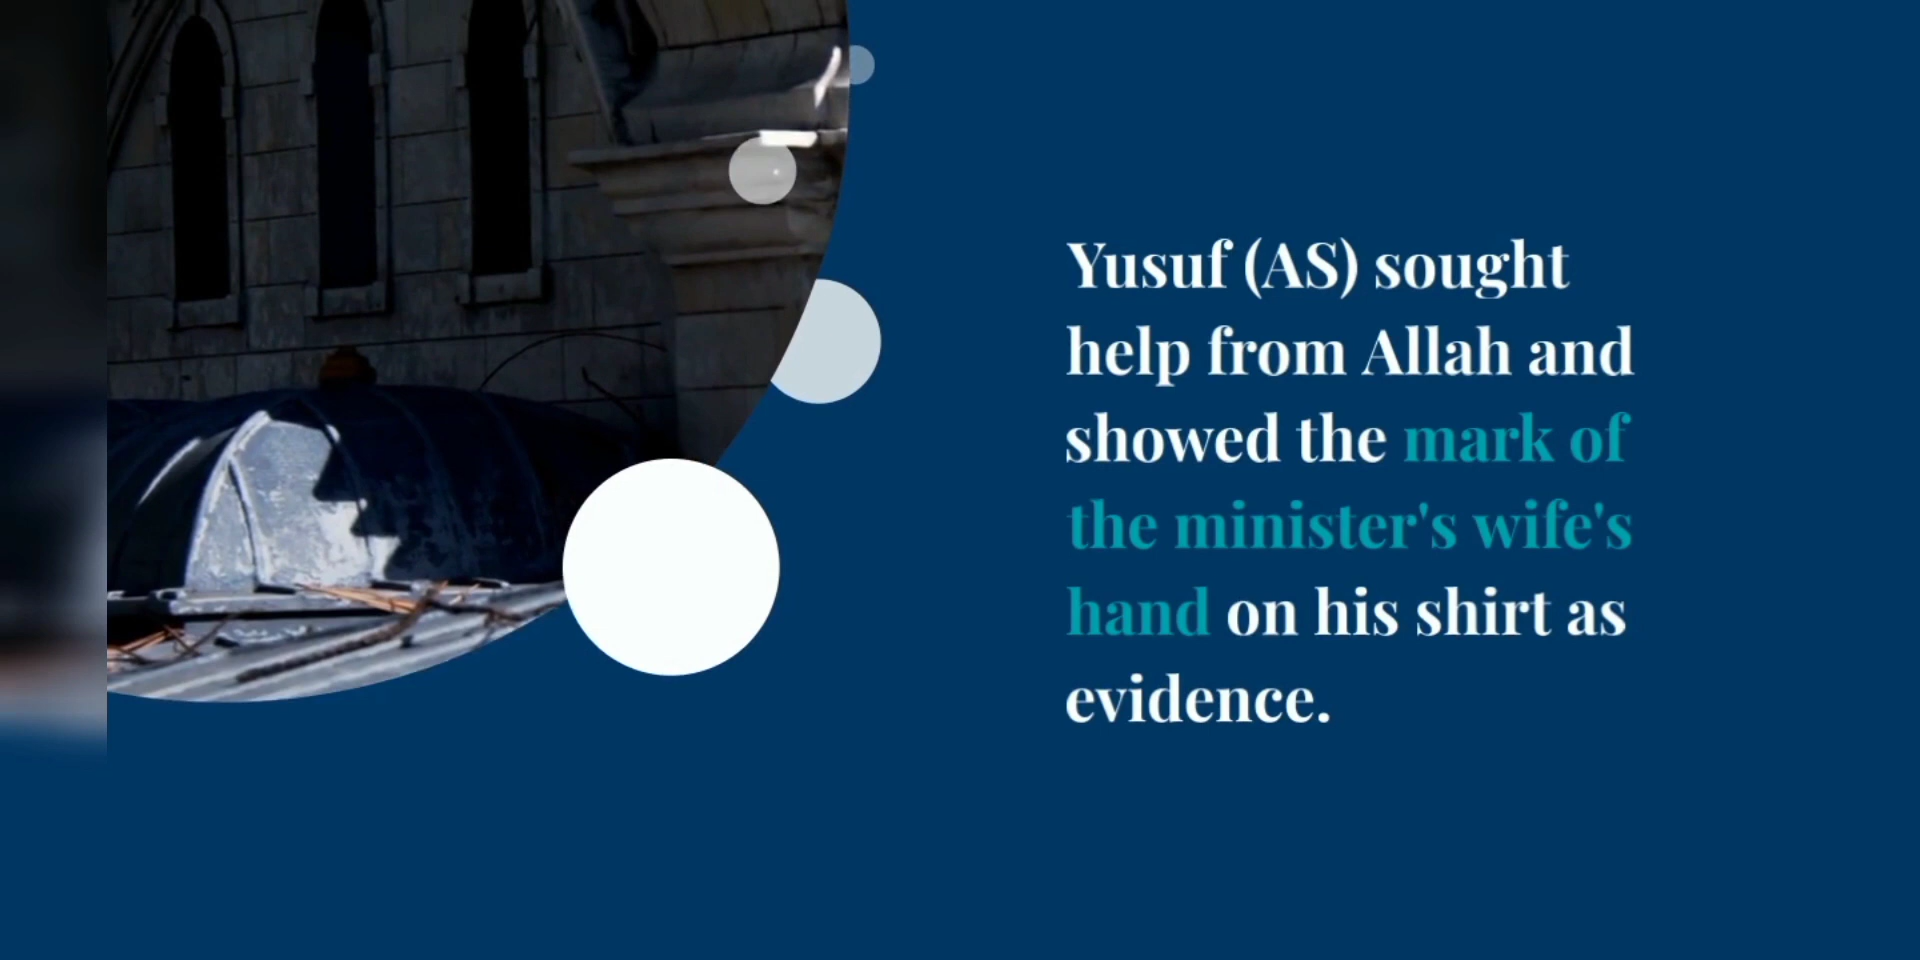 Yusuf (AS) sought
help from Allah and
showed the mark of
the minister's wife's
hand on his shirt as
evidence.